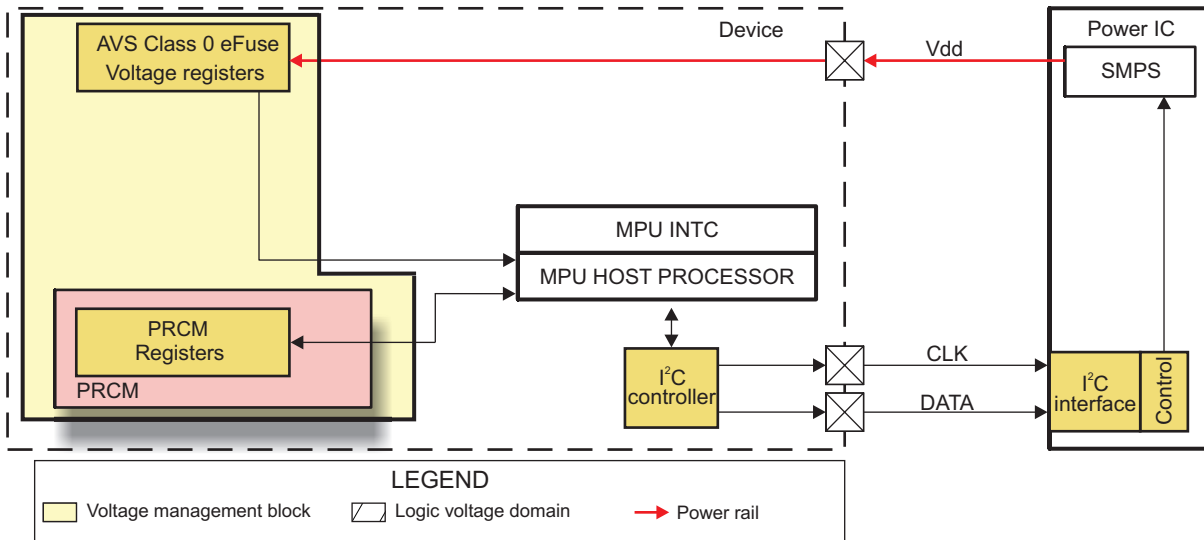 AVS Class 0 eFuse
Voltage registers
Device
Vdd
Power IC
SMPS
MPU INTC
MPU HOST PROCESSOR
PRCM
Registers
PRCM
I²C
controller
CLK
DATA
I²C
interface
Control
LEGEND
Voltage management block
Logic voltage domain
Power rail